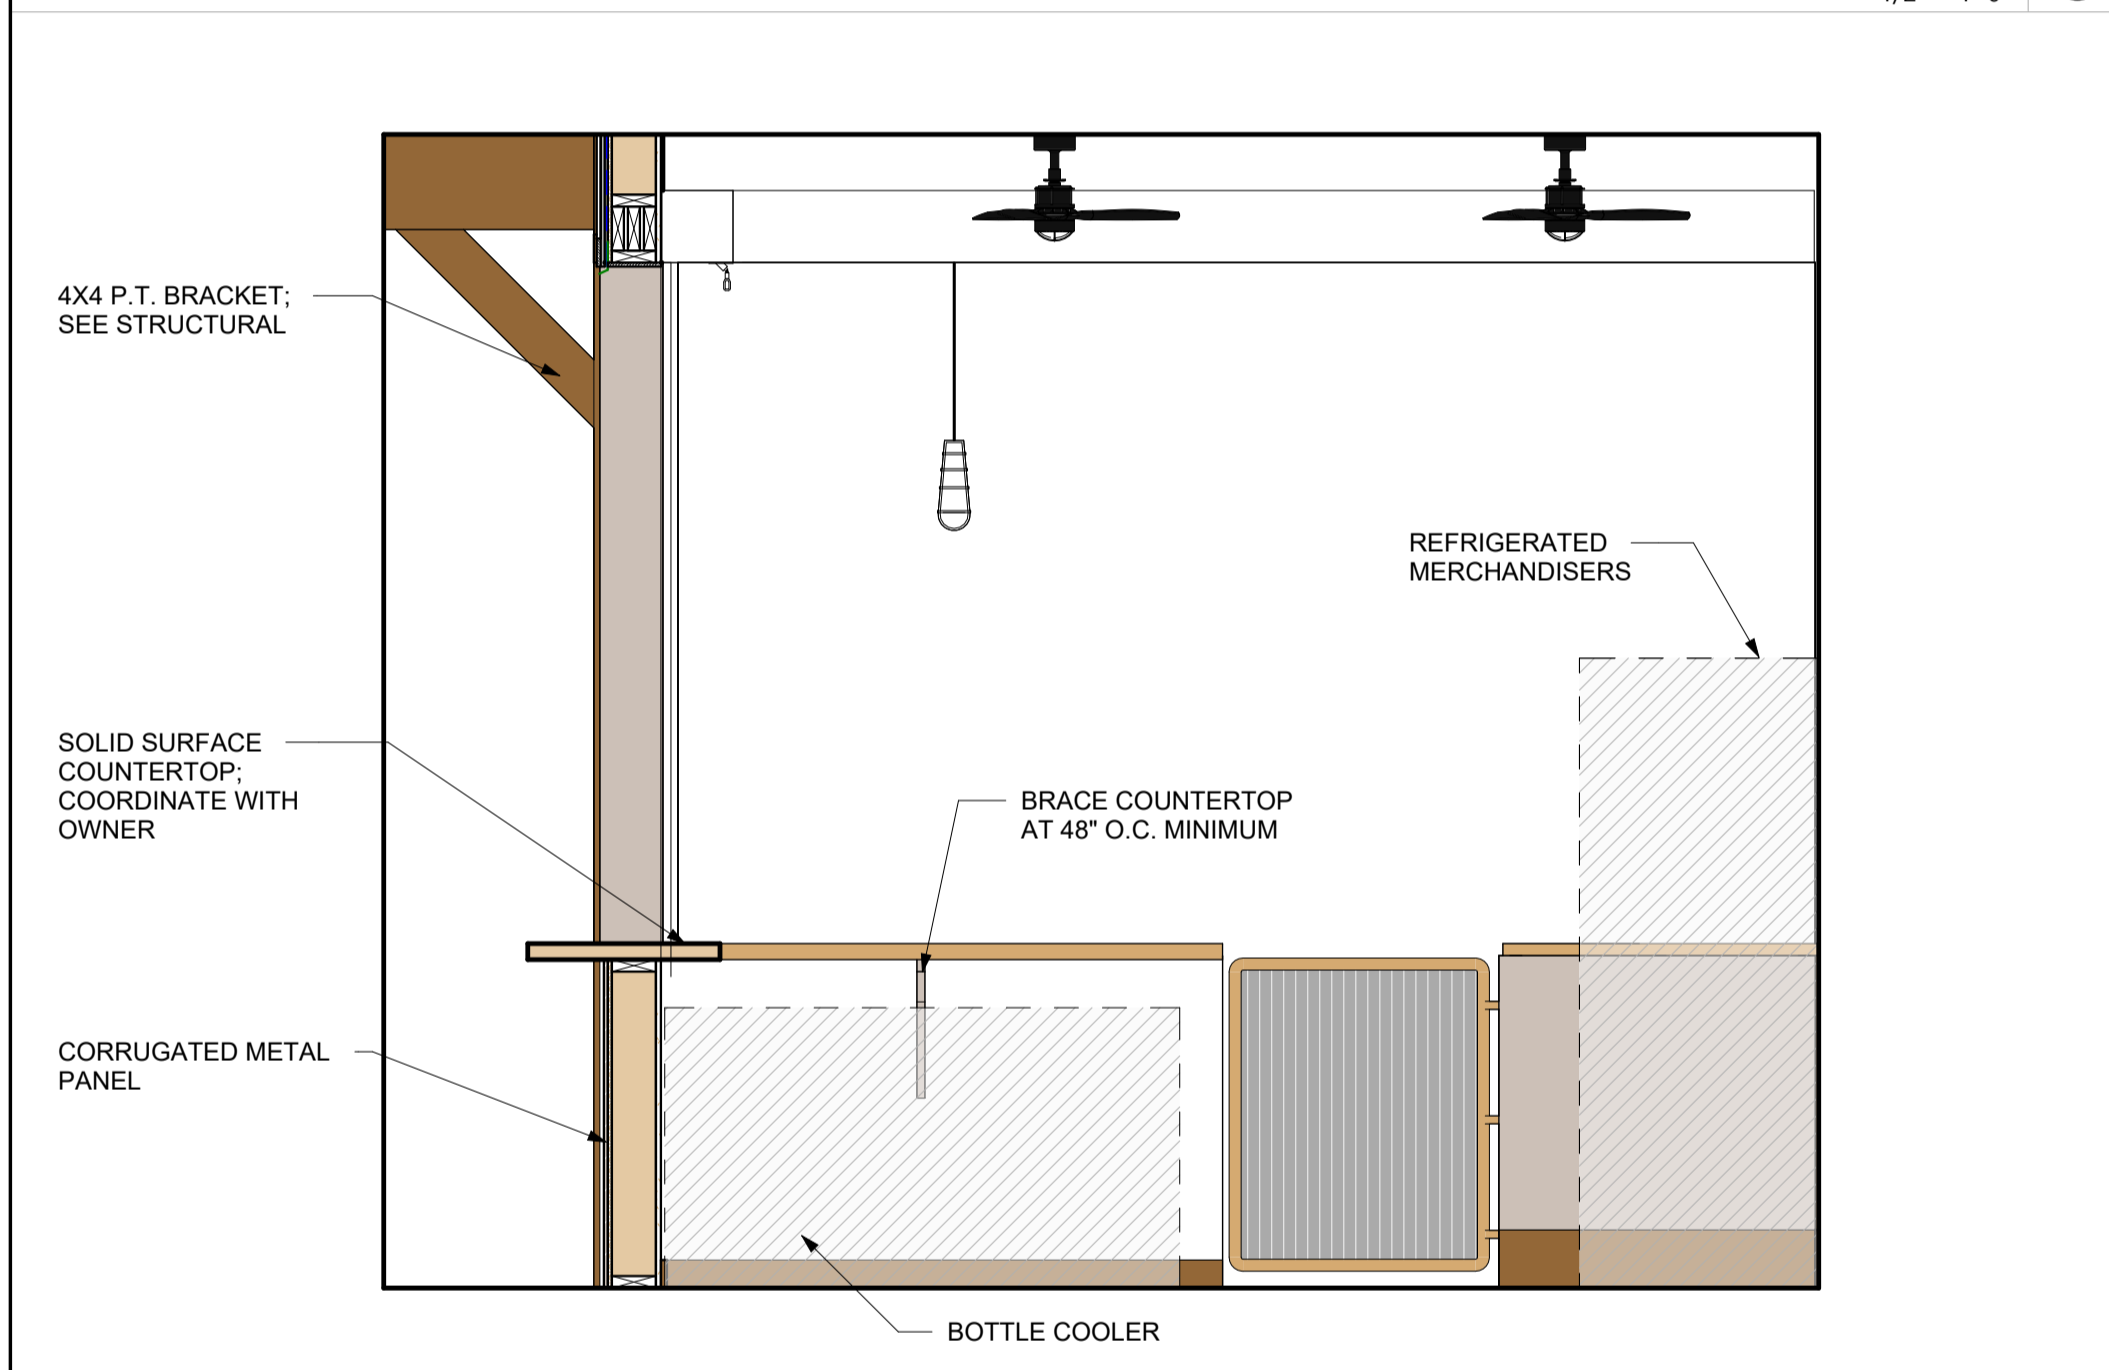 4X4 P.T. BRACKET;
SEE STRUCTURAL
REFRIGERATED
MERCHANDISERS
SOLID SURFACE
COUNTERTOP;
COORDINATE WITH
OWNER
BRACE COUNTERTOP
AT 48" O.C. MINIMUM
CORRUGATED METAL
PANEL
BOTTLE COOLER